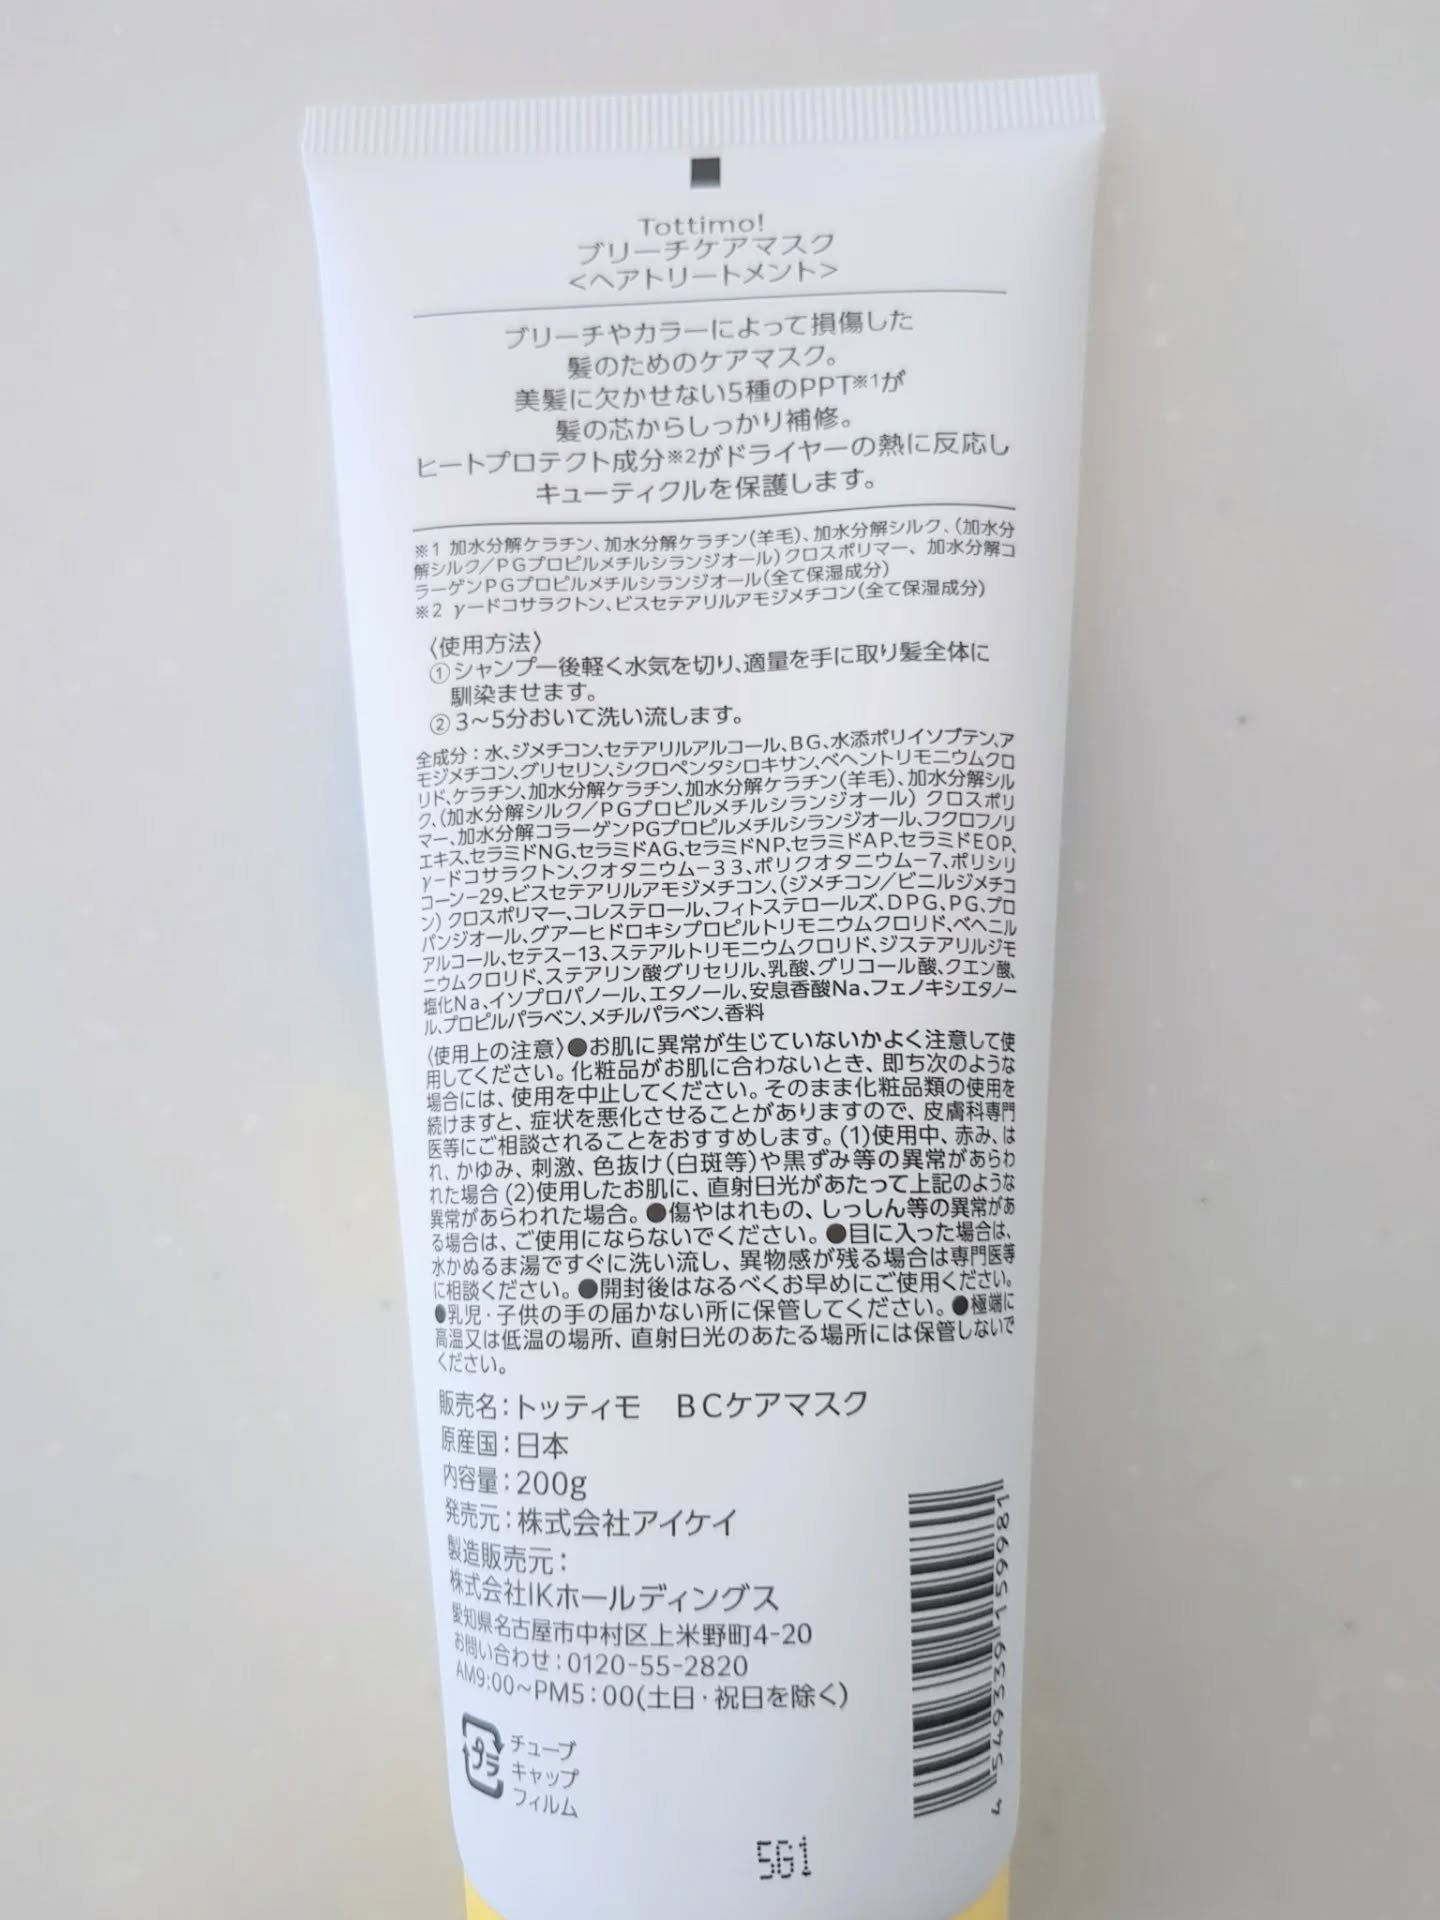 Tottimo!
ブリーチケアマスク
<ヘアトリートメント>
ブリーチやカラーによって損傷した
髪のためのケアマスク。
美髪に欠かせない5種のPPT※1が
髪の芯からしっかり補修。
ヒートプロテクト成分※2がドライヤーの熱に反応し
キューティクルを保護します。
※1 加水分解ケラチン、加水分解ケラチン(羊毛)、加水分解シルク、(加水分
解シルク/PGプロピルメチルシランジオール)クロスポリマー、加水分解コ
ラーゲンPGプロピルメチルシランジオール(全て保湿成分)
※2 γードコサラクトン、ビスセテアリルアモジメチコン(全て保湿成分)
〈使用方法〉
①シャンプー後軽く水気を切り、適量を手に取り髪全体に
馴染ませます。
②3~5分おいて洗い流します。
全成分:水、ジメチコン、セテアリルアルコール、BG、水添ポリイソブテン、ア
モジメチコン、グリセリン、シクロペンタシロキサン、ベヘントリモニウムクロ
リド、ケラチン、加水分解ケラチン、加水分解ケラチン(羊毛)、加水分解シル
ク、(加水分解シルク/PGプロピルメチルシランジオール) クロスポリ
マー、加水分解コラーゲンPGプロピルメチルシランジオール、フクロフノリ
エキス、セラミドNG、セラミドAG、セラミドNP、セラミドAP、セラミドEOP、
γードコサラクトン、クオタニウムー33、ポリクオタニウムー7、ポリシリ
コーンー29、ビスセテアリルアモジメチコン、(ジメチコン/ビニルジメチコ
ン)クロスポリマー、コレステロール、フィトステロールズ、DPG、PG、プロ
パンジオール、グアーヒドロキシプロピルトリモニウムクロリド、ベヘニル
アルコール、セテスー13、ステアルトリモニウムクロリド、ジステアリルジモ
ニウムクロリド、ステアリン酸グリセリル、乳酸、グリコール酸、クエン酸、
塩化Na、イソプロパノール、エタノール、安息香酸Na、フェノキシエタノー
ル、プロピルパラベン、メチルパラベン、香料
〈使用上の注意〉●お肌に異常が生じていないかよく注意して使
用してください。化粧品がお肌に合わないとき、即ち次のような
場合には、使用を中止してください。そのまま化粧品類の使用を
続けますと、症状を悪化させることがありますので、皮膚科専門
医等にご相談されることをおすすめします。(1)使用中、赤み、は
れ、かゆみ、刺激、色抜け(白斑等)や黒ずみ等の異常があらわ
れた場合 (2)使用したお肌に、直射日光があたって上記のような
異常があらわれた場合。●傷やはれもの、しっしん等の異常があ
る場合は、ご使用にならないでください。●目に入った場合は、
水かぬるま湯ですぐに洗い流し、異物感が残る場合は専門医等
に相談ください。●開封後はなるべくお早めにご使用ください。
●乳児・子供の手の届かない所に保管してください。●極端に
高温又は低温の場所、直射日光のあたる場所には保管しないで
ください。
販売名:トッティモ BCケアマスク
原産国:日本
内容量:200g
発売元:株式会社アイケイ
製造販売元:
株式会社IKホールディングス
愛知県名古屋市中村区上米野町4-20
お問い合わせ:0120-55-2820
AM9:00~PM5:00(土日・祝日を除く)
プラ
チューブ
キャップ
フィルム
5G1